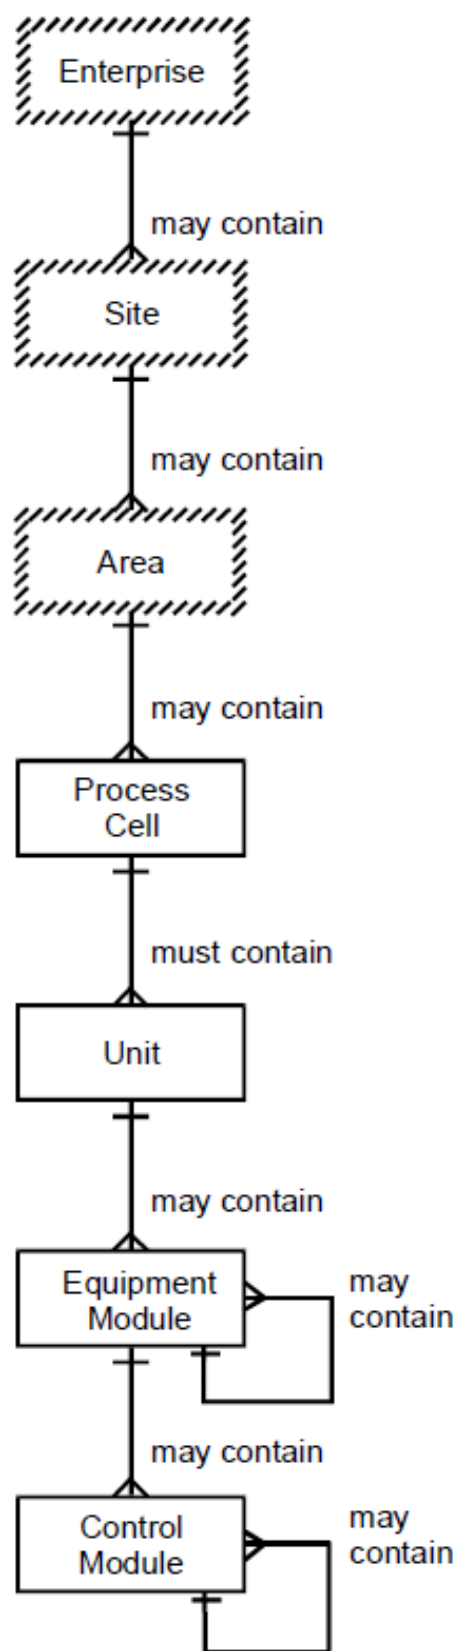 Enterprise
may contain
Site
may contain
Area
may contain
Process
Cell
must contain
Unit
may contain
Equipment
Module
may
contain
may contain
Control
Module
may
contain